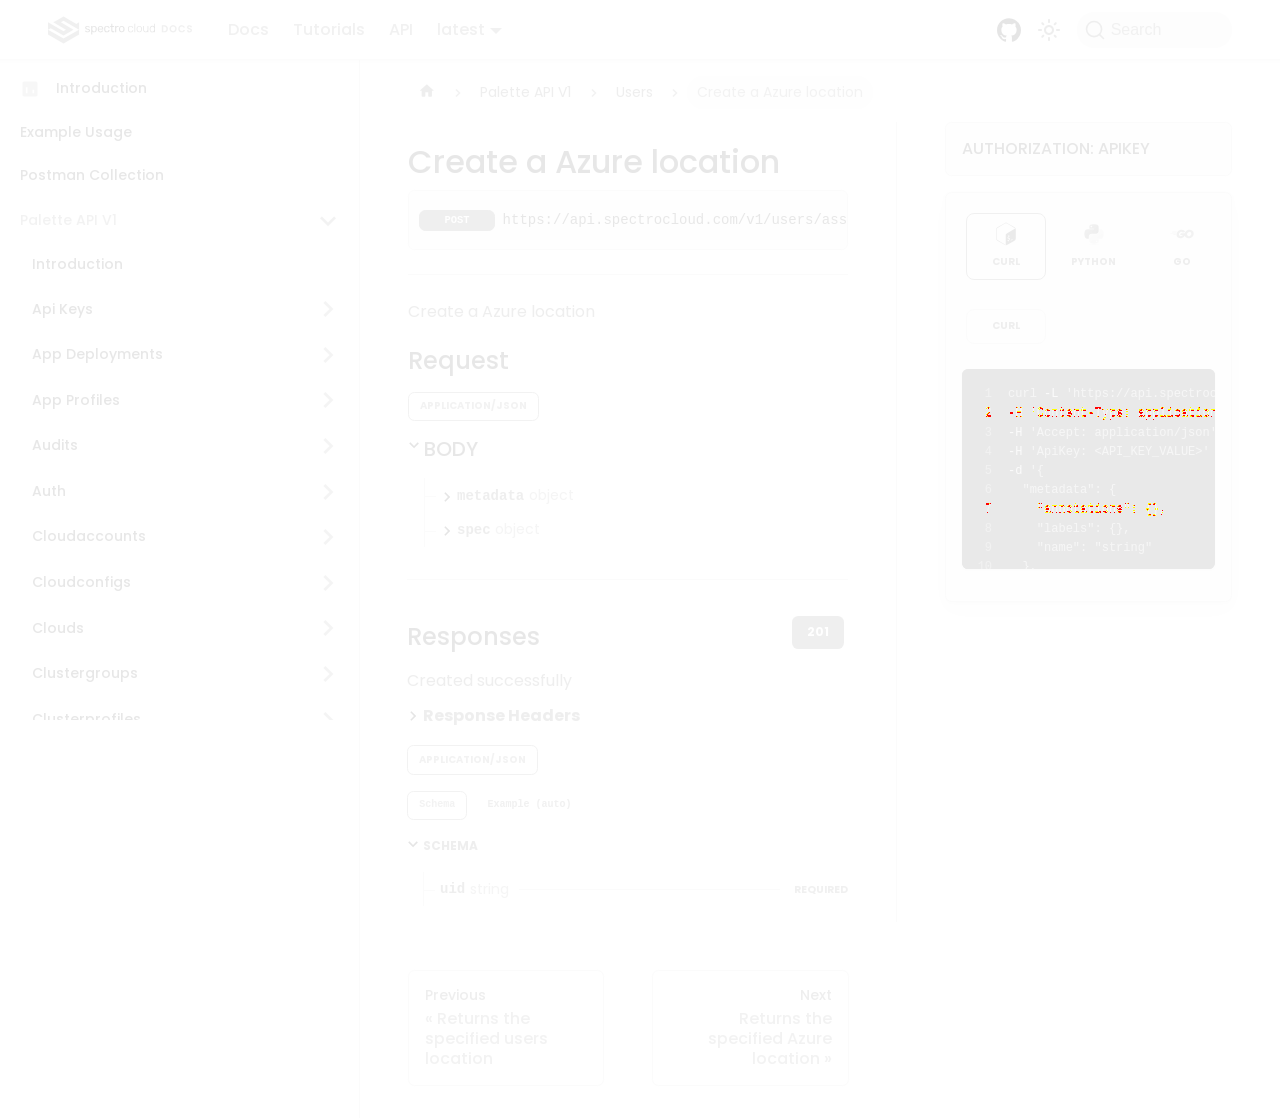 spectro cloud DOCS Docs Tutorials API latest Search
Introduction
Example Usage
Postman Collection
Palette API V1
Introduction
Api Keys
App Deployments
App Profiles
Audits
Auth
Cloudaccounts
Cloudconfigs
Clouds
Clustergroups
Clusterprofiles
Palette API V1 Users Create a Azure location
Create a Azure location
POST https://api.spectrocloud.com/v1/users/ass
Create a Azure location
Request
APPLICATION/JSON
BODY
metadata object
spec object
Responses
201
Created successfully
Response Headers
APPLICATION/JSON
Schema Example (auto)
SCHEMA
uid string REQUIRED
Previous
« Returns the
specified users
location
Next
Returns the
specified Azure
location »
AUTHORIZATION: APIKEY
CURL PYTHON GO
CURL
1 curl -L 'https://api.spectroc
2 -H 'Content-Type: application
3 -H 'Accept: application/json'
4 -H 'ApiKey: <API_KEY_VALUE>'
5 -d '{
6 "metadata": {
7 "annotations": {},
8 "labels": {},
9 "name": "string"
10 }